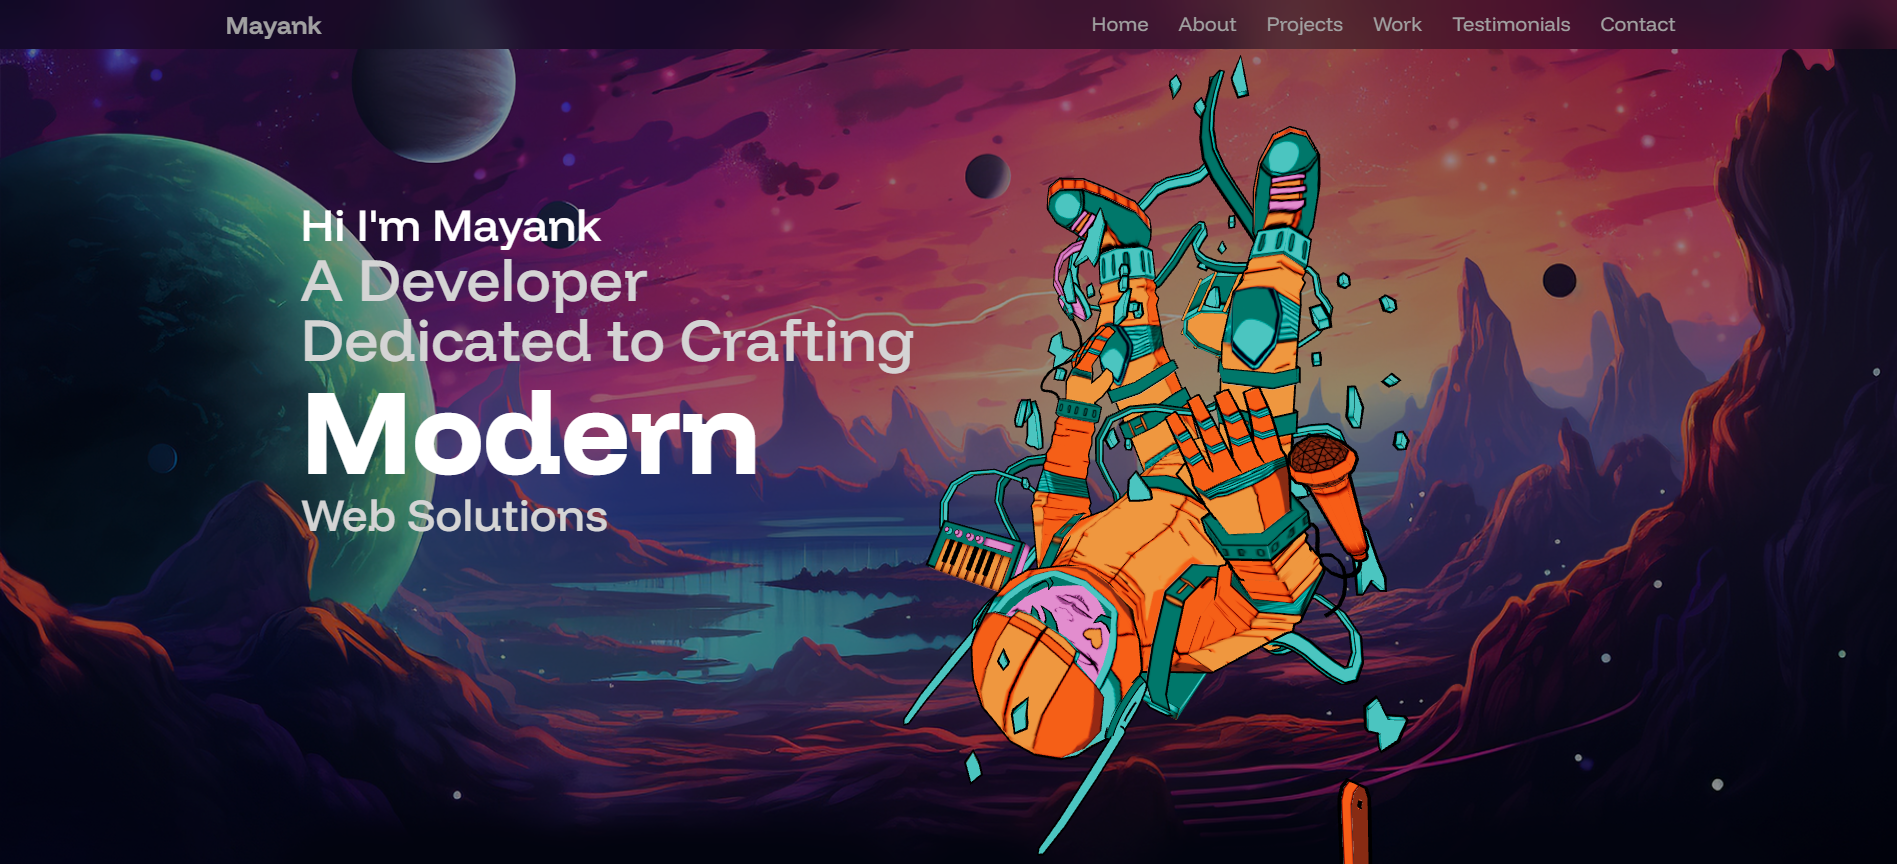 Mayank
Home About Projects Work Testimonials Contact
Hi I'm Mayank
A Developer
Dedicated to Crafting
Modern
Web Solutions